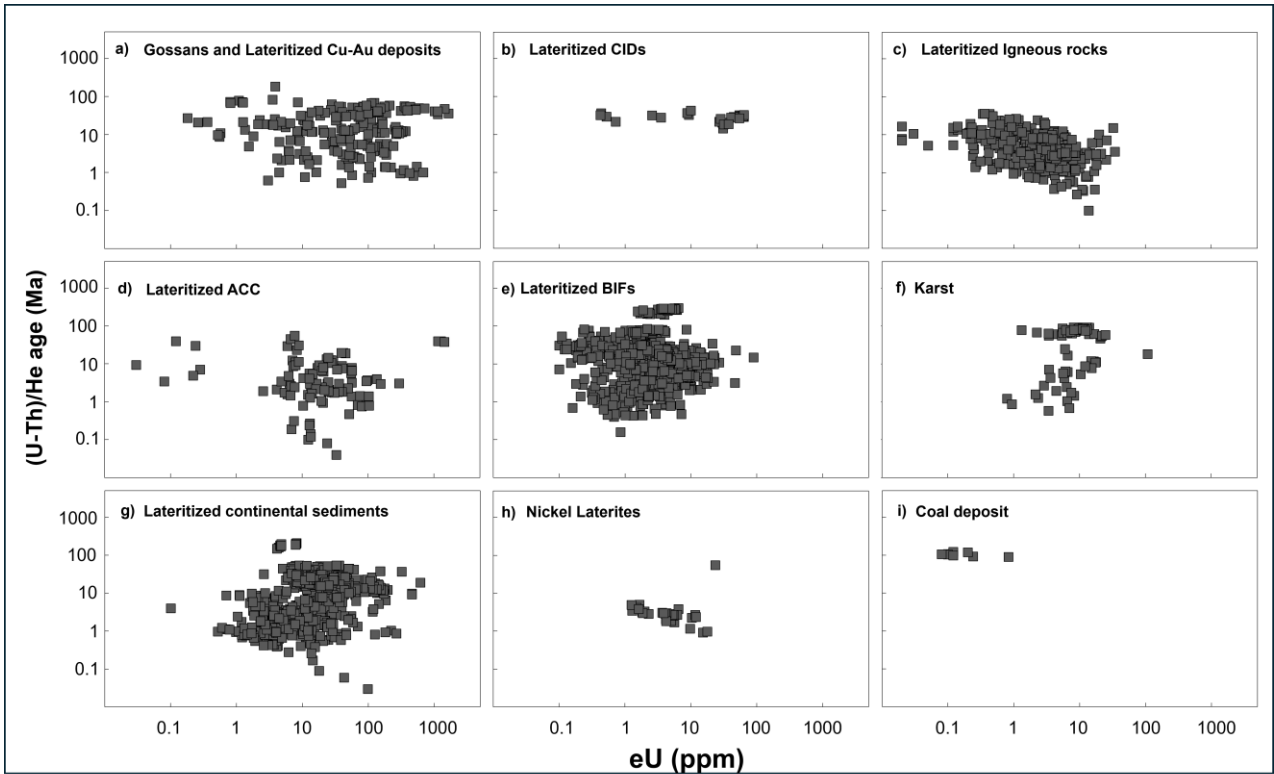 a) Gossans and Lateritized Cu-Au deposits
b) Lateritized CIDs
c) Lateritized Igneous rocks
1000
100
10
1
0.1
d) Lateritized ACC
e) Lateritized BIFs
f) Karst
1000
100
10
1
0.1
(U-Th)/He age (Ma)
g) Lateritized continental sediments
h) Nickel Laterites
i) Coal deposit
1000
100
10
1
0.1
0.1 1 10 100 1000
0.1 1 10 100 1000
0.1 1 10 100 1000
eU (ppm)